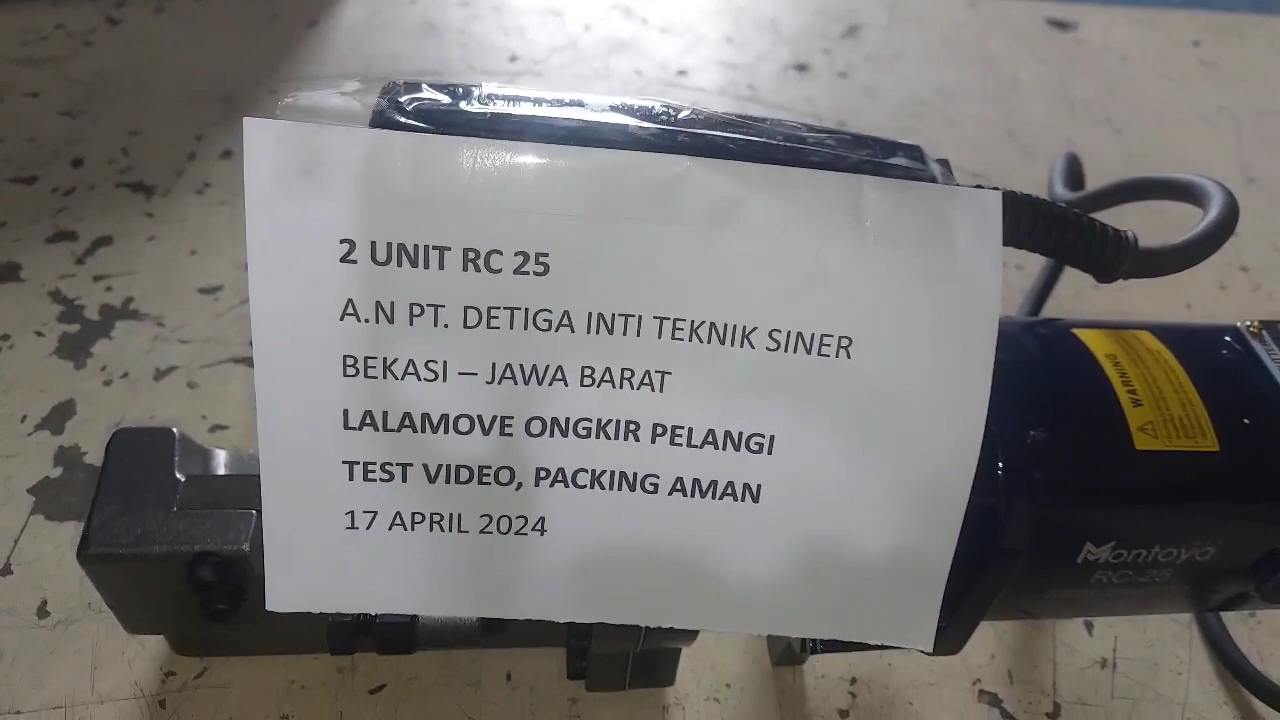 2 UNIT RC 25
A.N PT. DETIGA INTI TEKNIK SINER
BEKASI – JAWA BARAT
LALAMOVE ONGKIR PELANGI
TEST VIDEO, PACKING AMAN
17 APRIL 2024
WARNING
Montoya
RC-25